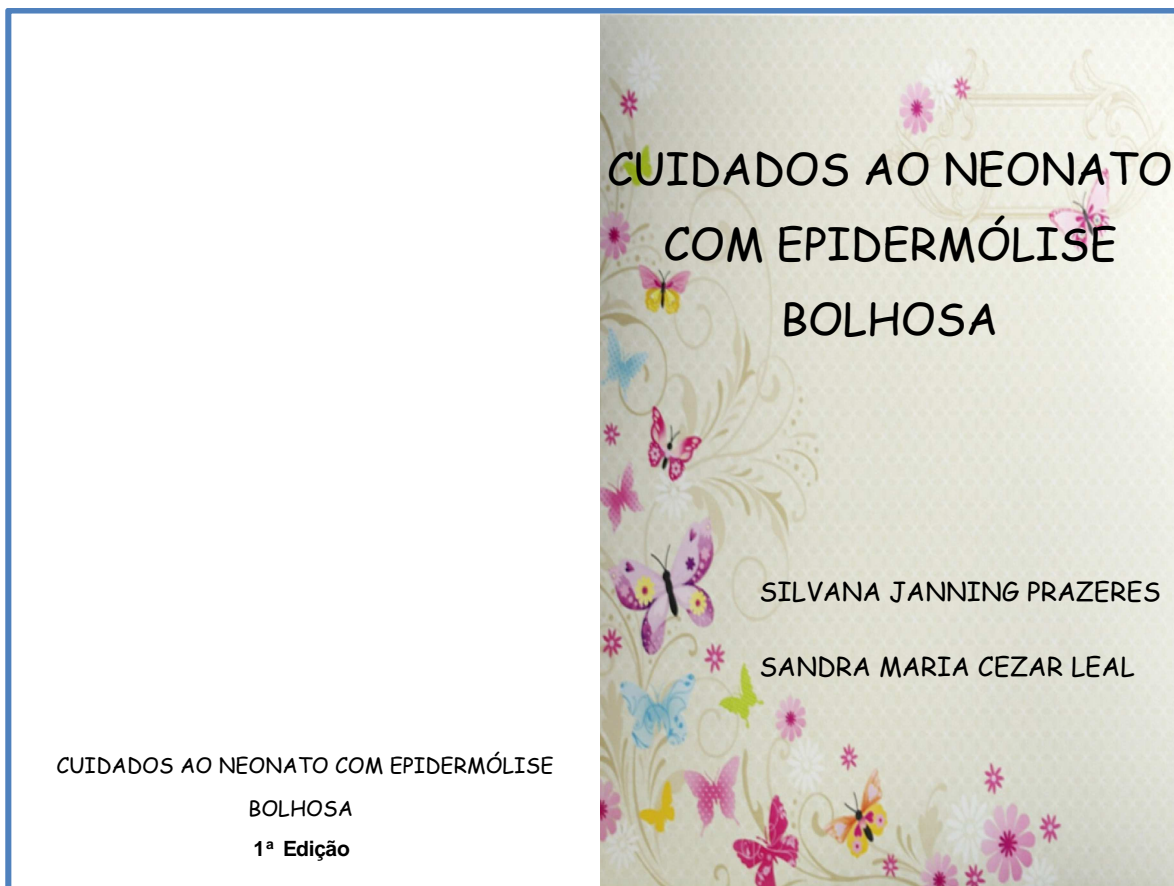 CUIDADOS AO NEONATO COM EPIDERMÓLISE
BOLHOSA
1ª Edição
CUIDADOS AO NEONATO
COM EPIDERMÓLISE
BOLHOSA
SILVANA JANNING PRAZERES
SANDRA MARIA CEZAR LEAL